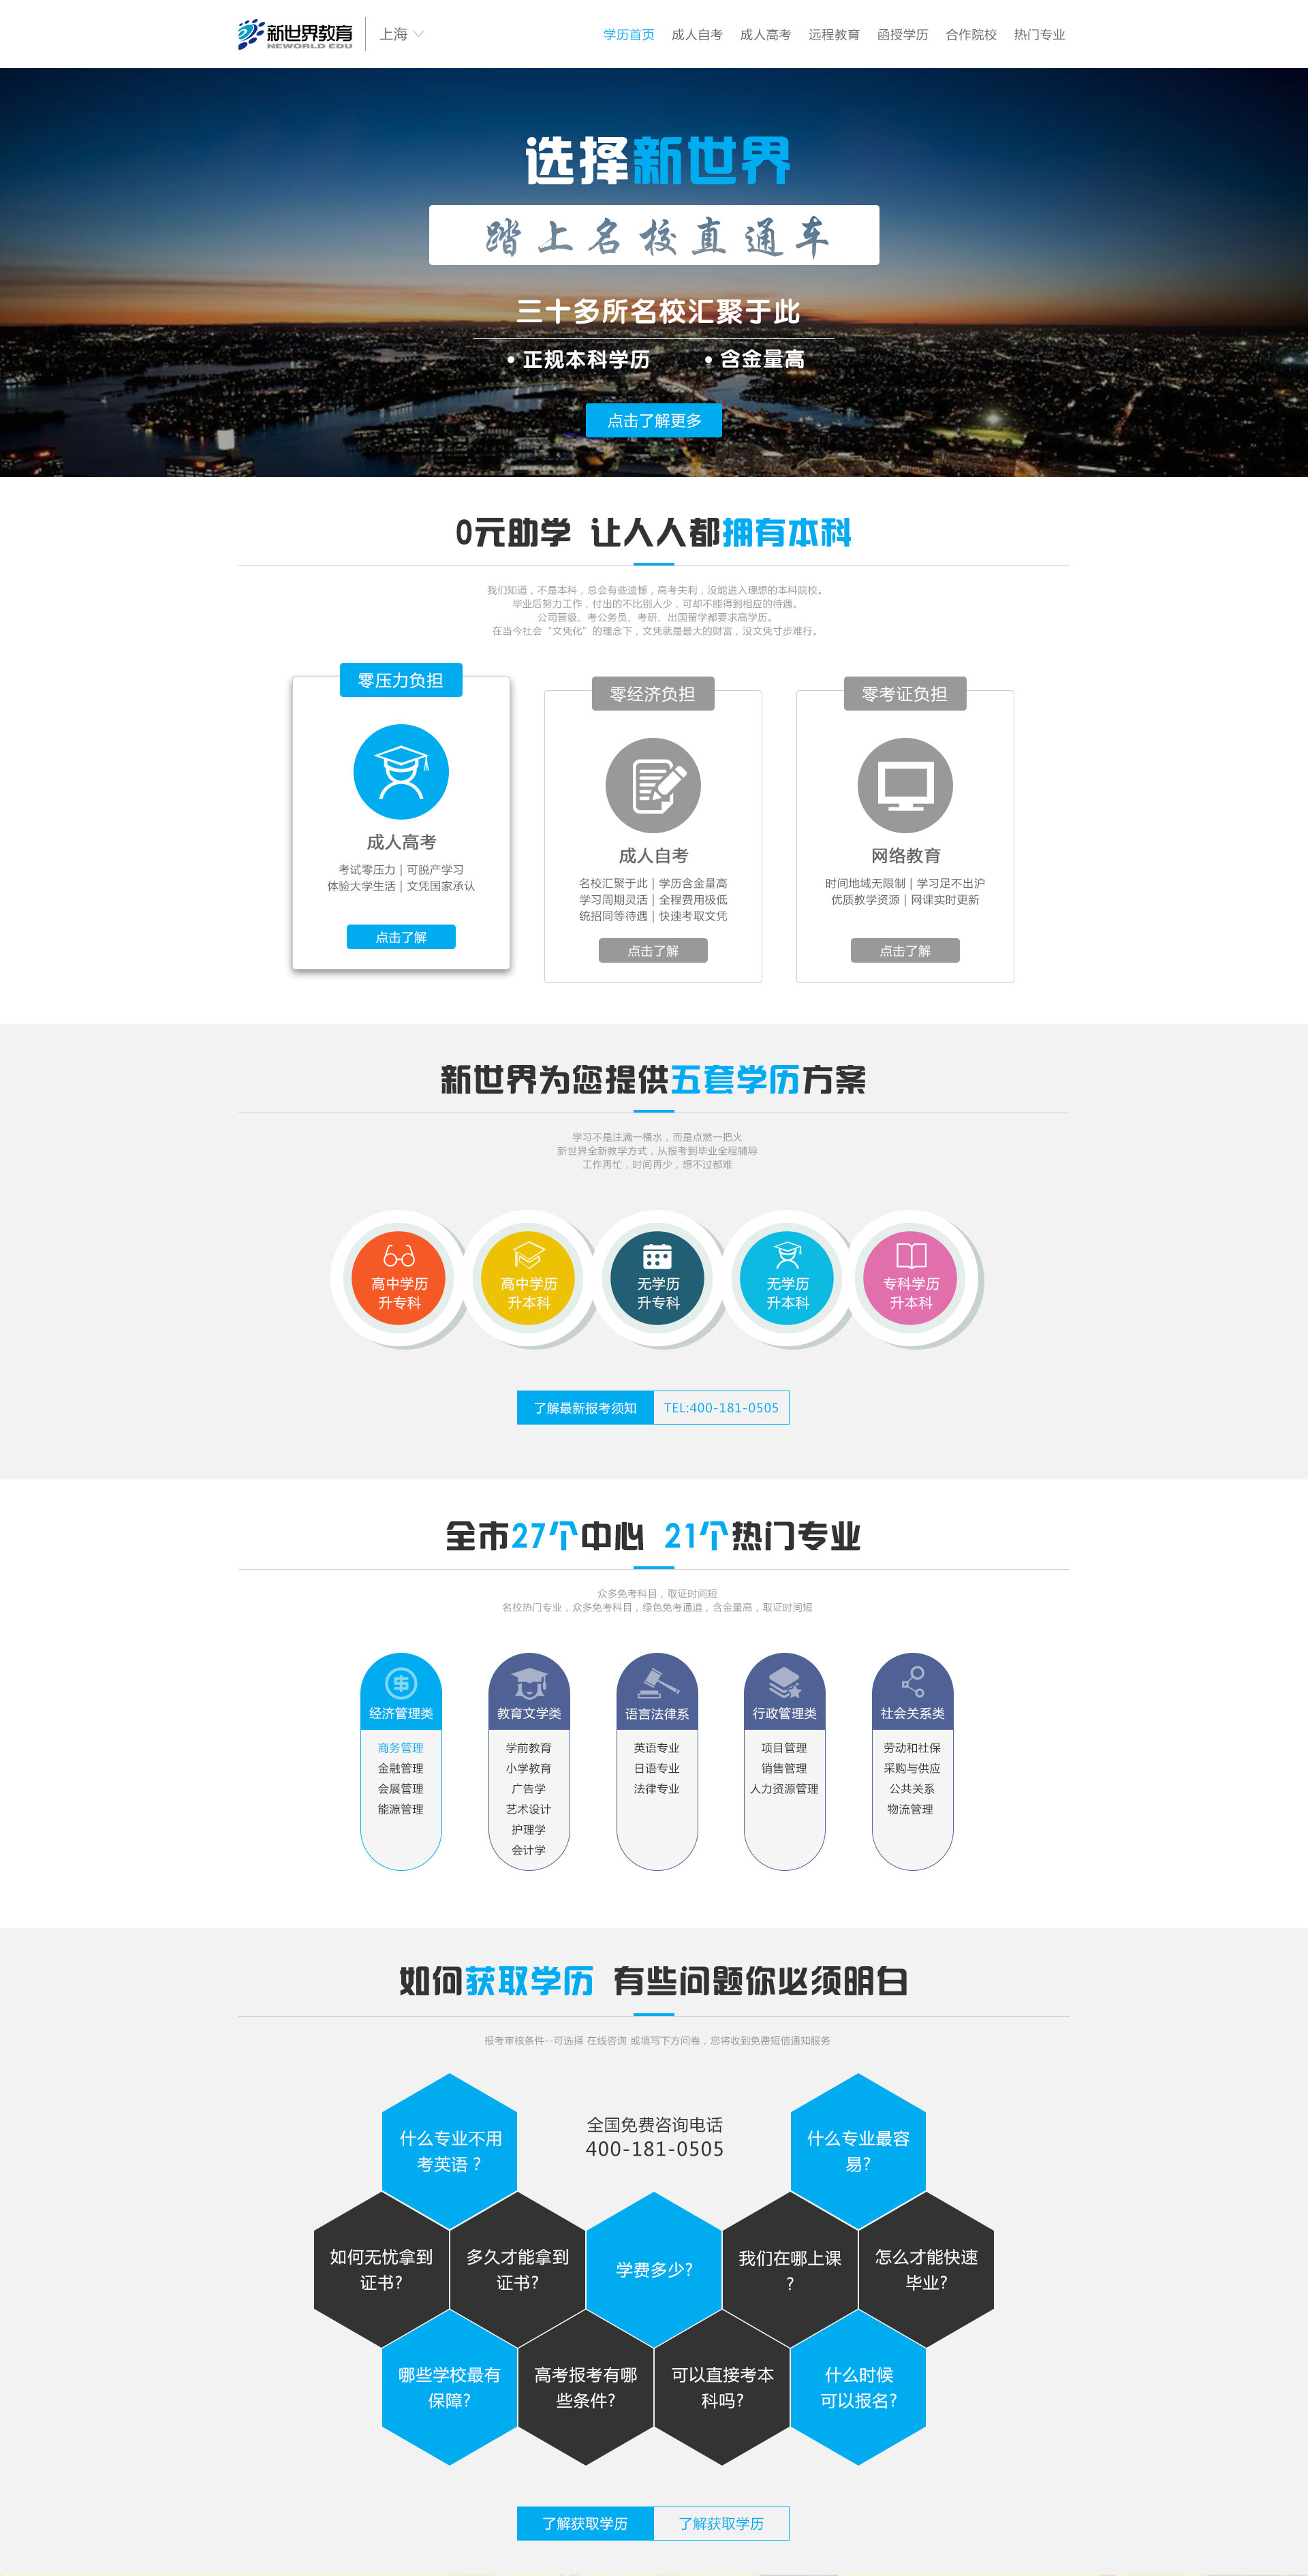 新世界教育
NEWORLD EDU
上海
学历首页 成人自考 成人高考 远程教育 函授学历 合作院校 热门专业
选择新世界
踏上名校直通车
三十多所名校汇聚于此
• 正规本科学历 • 含金量高
点击了解更多
0元助学 让人人都拥有本科
我们知道，不是本科，总会有些遗憾，高考失利，没能进入理想的本科院校。
毕业后努力工作，付出的不比别人少，可却不能得到相应的待遇。
公司晋级、考公务员、考研、出国留学都要求高学历。
在当今社会“文凭化”的理念下，文凭就是最大的财富，没文凭寸步难行。
零压力负担
成人高考
考试零压力 | 可脱产学习
体验大学生活 | 文凭国家承认
点击了解
零经济负担
成人自考
名校汇聚于此 | 学历含金量高
学习周期灵活 | 全程费用极低
统招同等待遇 | 快速考取文凭
点击了解
零考证负担
网络教育
时间地域无限制 | 学习足不出沪
优质教学资源 | 网课实时更新
点击了解
新世界为您提供五套学历方案
学习不是注满一桶水，而是点燃一把火
新世界全新教学方式，从报考到毕业全程辅导
工作再忙，时间再少，想不过都难
高中学历
升专科
高中学历
升本科
无学历
升专科
无学历
升本科
专科学历
升本科
了解最新报考须知 TEL:400-181-0505
全市27个中心 21个热门专业
众多免考科目，取证时间短
名校热门专业，众多免考科目，绿色免考通道，含金量高，取证时间短
经济管理类
商务管理
金融管理
会展管理
能源管理
教育文学类
学前教育
小学教育
广告学
艺术设计
护理学
会计学
语言法律系
英语专业
日语专业
法律专业
行政管理类
项目管理
销售管理
人力资源管理
社会关系类
劳动和社保
采购与供应
公共关系
物流管理
如何获取学历 有些问题你必须明白
报考审核条件--可选择 在线咨询 或填写下方问卷，您将收到免费短信通知服务
什么专业不用
考英语？
全国免费咨询电话
400-181-0505
什么专业最容
易?
如何无忧拿到
证书?
多久才能拿到
证书?
学费多少?
我们在哪上课
?
怎么才能快速
毕业?
哪些学校最有
保障?
高考报考有哪
些条件?
可以直接考本
科吗?
什么时候
可以报名?
了解获取学历 了解获取学历